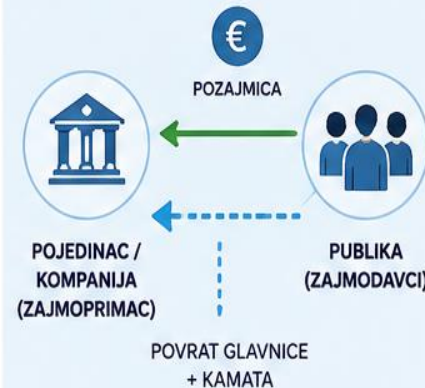 €
POZAJMICA
POJEDINAC /
KOMPANIJA
(ZAJMOPRIMAC)
PUBLIKA
(ZAJMODAVCI)
POVRAT GLAVNICE
+ KAMATA